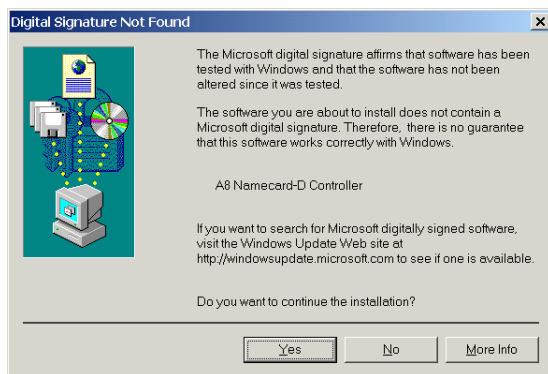 Digital Signature Not Found
The Microsoft digital signature affirms that software has been
tested with Windows and that the software has not been
altered since it was tested.
The software you are about to install does not contain a
Microsoft digital signature. Therefore, there is no guarantee
that this software works correctly with Windows.
A8 Namecard-D Controller
If you want to search for Microsoft digitally signed software,
visit the Windows Update Web site at
http://windowsupdate.microsoft.com to see if one is available.
Do you want to continue the installation?
Yes
No
More Info